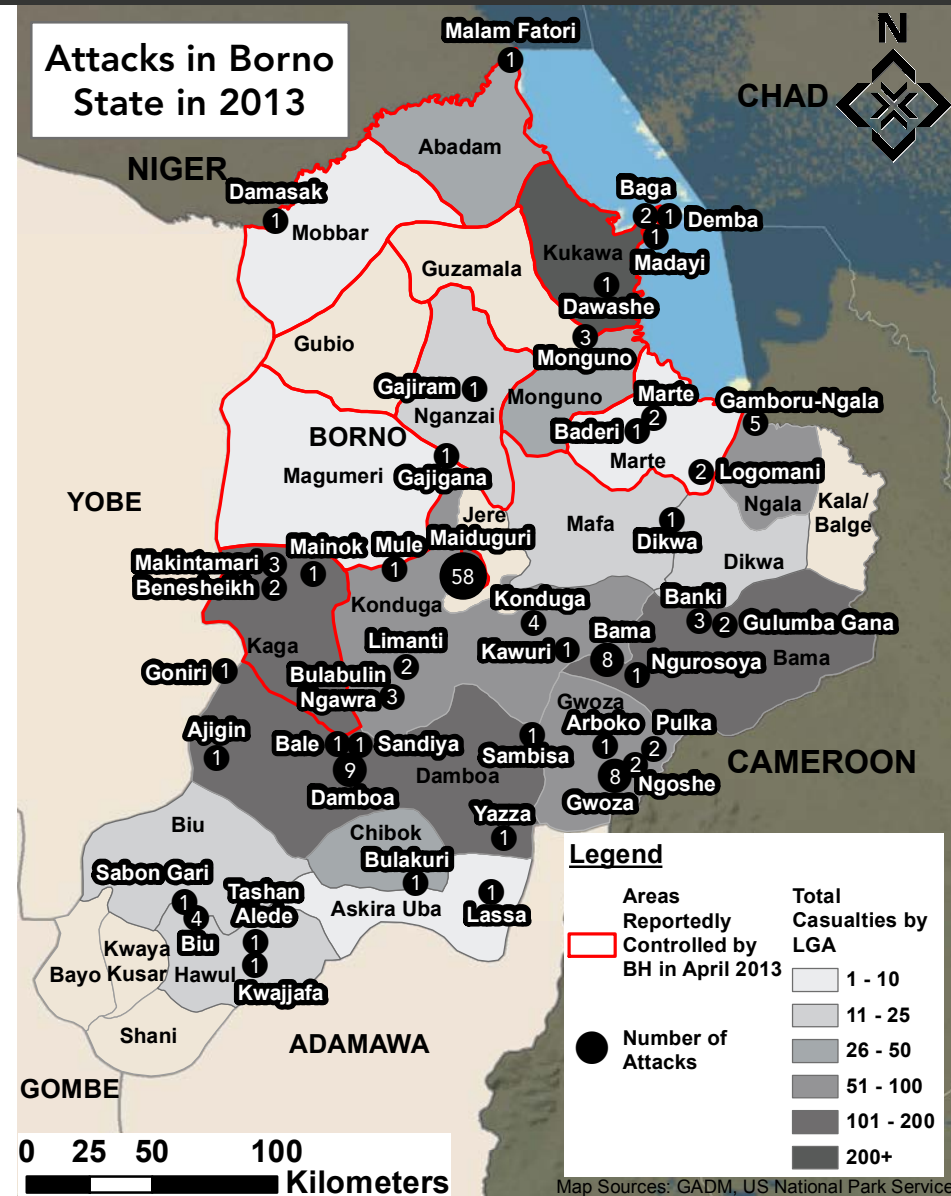 Attacks in Borno
State in 2013
N
CHAD
NIGER
YOBE
BORNO
CAMEROON
ADAMAWA
GOMBE
Malam Fatori
1
Abadam
Damasak
1
Mobbar
Baga
2
1
Demba
1
Madayi
Kukawa
Guzamala
1
Dawashe
Gubio
3
Monguno
Monguno
Gajiram
1
Nganzai
Marte
2
Baderi
1
Marte
Gamboru-Ngala
5
2
Logomani
Ngala
Kala/
Balge
Magumeri
1
Gajigana
Jere
Mafa
1
Dikwa
Dikwa
Makintamari
3
Benesheikh
2
Mainok
1
Mule
1
Maiduguri
58
Konduga
Konduga
4
Banki
3
2
Gulumba Gana
Kaga
Limanti
2
Kawuri
1
Bama
8
Ngurosoya
1
Bama
Goniri
1
Bulabulin
Ngawra
3
Gwoza
Arboko
1
Pulka
2
2
Ngoshe
8
Gwoza
Ajigin
1
Bale
1
1
Sandiya
9
Damboa
Damboa
1
Sambisa
Yazza
1
Biu
Chibok
Bulakuri
1
Askira Uba
1
Lassa
Sabon Gari
1
4
Biu
Tashan
Alede
1
1
Kwajjafa
Hawul
Kwaya
Kusar
Bayo
Shani
Legend
Areas
Reportedly
Controlled by
BH in April 2013
Number of
Attacks
Total
Casualties by
LGA
1 - 10
11 - 25
26 - 50
51 - 100
101 - 200
200+
0 25 50 100
Kilometers
Map Sources: GADM, US National Park Service